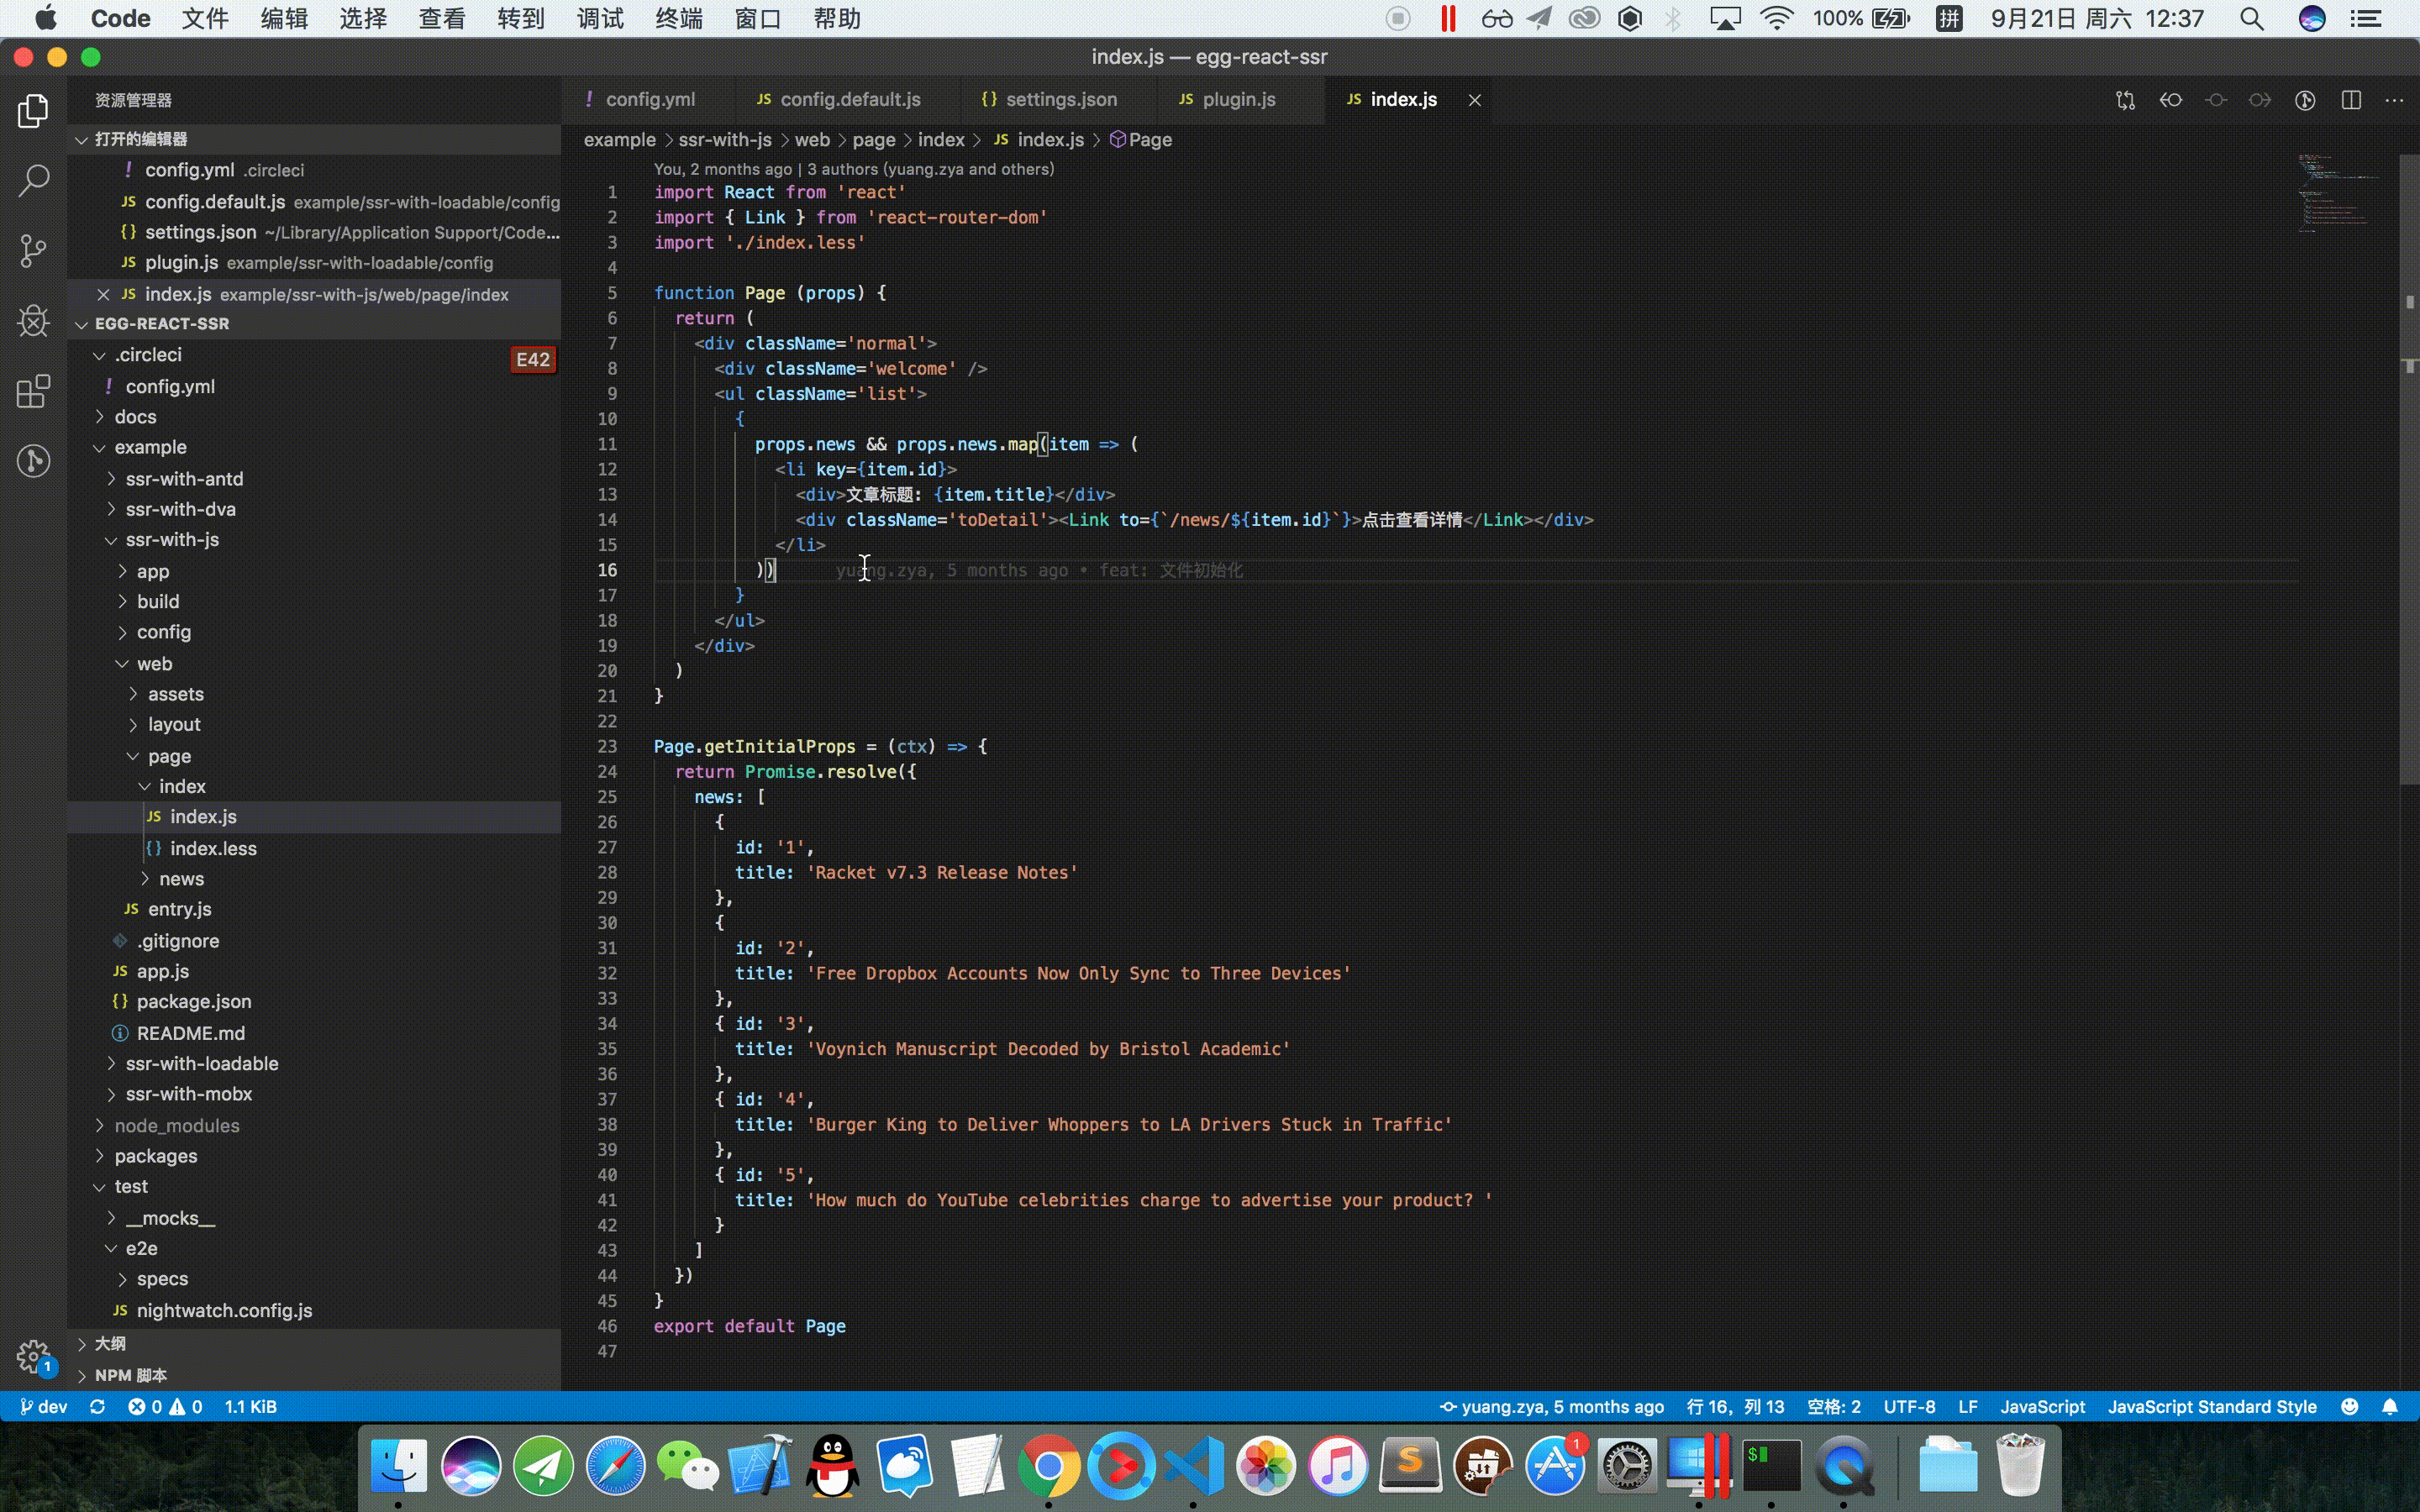 Code 文件 编辑 选择 查看 转到 调试 终端 窗口 帮助 100% 拼 9月21日 周六 12:37
index.js — egg-react-ssr
资源管理器
! config.yml JS config.default.js {} settings.json JS plugin.js JS index.js
打开的编辑器
! config.yml .circleci
JS config.default.js example/ssr-with-loadable/config
{} settings.json ~/Library/Application Support/Code...
JS plugin.js example/ssr-with-loadable/config
JS index.js example/ssr-with-js/web/page/index
EGG-REACT-SSR
.circleci
E42
! config.yml
docs
example
ssr-with-antd
ssr-with-dva
ssr-with-js
app
build
config
web
assets
layout
page
index
JS index.js
{} index.less
news
JS entry.js
.gitignore
JS app.js
{} package.json
README.md
ssr-with-loadable
ssr-with-mobx
node_modules
packages
test
__mocks__
e2e
specs
JS nightwatch.config.js
大纲
NPM 脚本
example > ssr-with-js > web > page > index > JS index.js > Page
You, 2 months ago | 3 authors (yuang.zya and others)
1 import React from 'react'
2 import { Link } from 'react-router-dom'
3 import './index.less'
4
5 function Page (props) {
6 return (
7 <div className='normal'>
8 <div className='welcome' />
9 <ul className='list'>
10 {
11 props.news && props.news.map(item => (
12 <li key={item.id}>
13 <div>文章标题: {item.title}</div>
14 <div className='toDetail'><Link to={`/news/${item.id}`}>点击查看详情</Link></div>
15 </li>
16 )) yuang.zya, 5 months ago • feat: 文件初始化
17 }
18 </ul>
19 </div>
20 )
21 }
22
23 Page.getInitialProps = (ctx) => {
24 return Promise.resolve({
25 news: [
26 {
27 id: '1',
28 title: 'Racket v7.3 Release Notes'
29 },
30 {
31 id: '2',
32 title: 'Free Dropbox Accounts Now Only Sync to Three Devices'
33 },
34 { id: '3',
35 title: 'Voynich Manuscript Decoded by Bristol Academic'
36 },
37 { id: '4',
38 title: 'Burger King to Deliver Whoppers to LA Drivers Stuck in Traffic'
39 },
40 { id: '5',
41 title: 'How much do YouTube celebrities charge to advertise your product? '
42 }
43 ]
44 })
45 }
46 export default Page
47
1
dev 0 0 1.1 KiB yuang.zya, 5 months ago 行 16，列 13 空格: 2 UTF-8 LF JavaScript JavaScript Standard Style
S 1 $